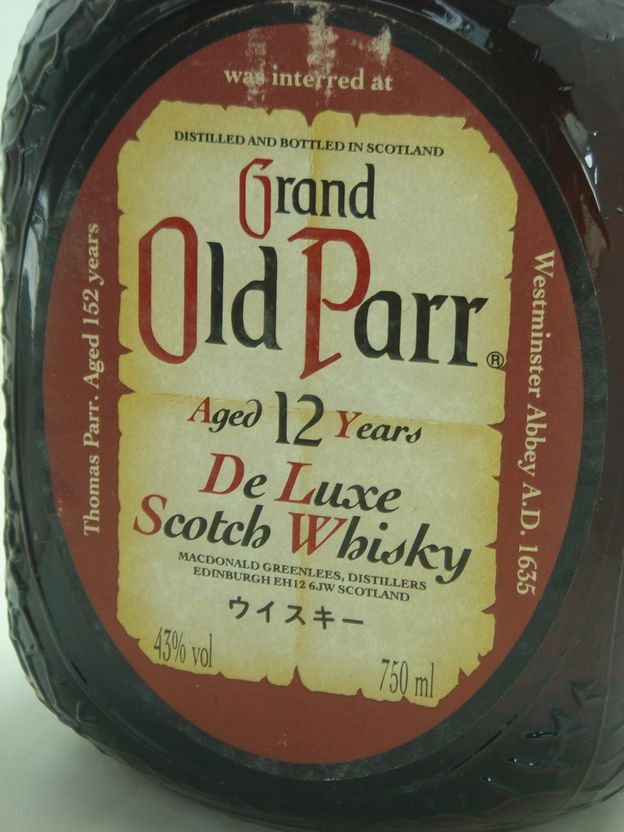 Thomas Parr. Aged 152 years
was interred at
Westminster Abbey A.D. 1635
DISTILLED AND BOTTLED IN SCOTLAND
Grand
Old Parr®
Aged 12 Years
De Luxe
Scotch Whisky
MACDONALD GREENLEES, DISTILLERS
EDINBURGH EH12 6JW SCOTLAND
ウイスキー
43% vol
750 ml